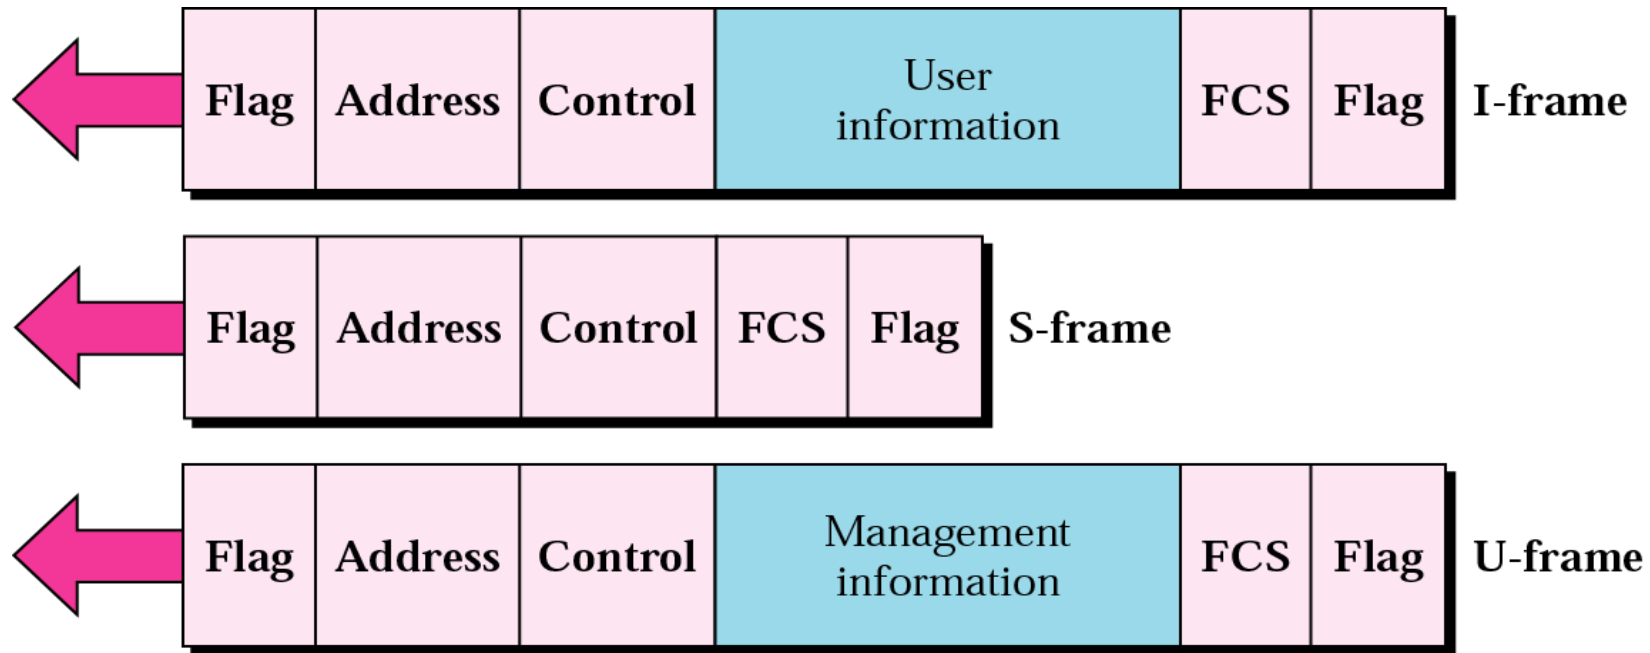 Flag Address Control User information FCS Flag I-frame
Flag Address Control FCS Flag S-frame
Flag Address Control Management information FCS Flag U-frame